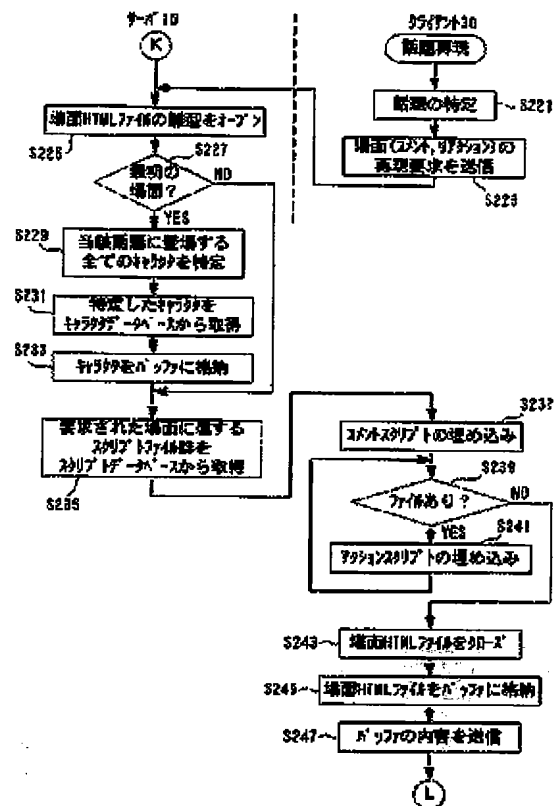 サーバ10
K
場面HTMLファイルの雛型をオープン
S225
S227
最初の
場面?
NO
YES
S229
当該話題に登場する
全てのキャラクタを特定
S231
特定したキャラクタを
キャラクタデータベースから取得
S233
キャラクタをバッファに格納
要求された場面に属する
スクリプトファイル群を
スクリプトデータベースから取得
S235
クライアント30
話題再現
話題の特定
S221
場面(コメント,リアクション)の
再現要求を送信
S223
S237
コメントスクリプトの埋め込み
S239
ファイルあり?
NO
YES
S241
アクションスクリプトの埋め込み
S243
場面HTMLファイルをクローズ
S245
場面HTMLファイルをバッファに格納
S247
バッファの内容を送信
L